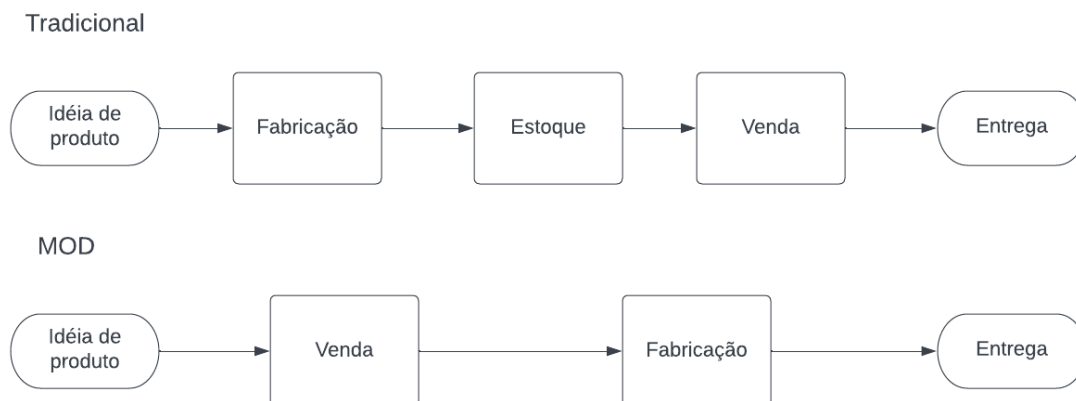 Tradicional
Idéia de
produto
Fabricação
Estoque
Venda
Entrega
MOD
Idéia de
produto
Venda
Fabricação
Entrega